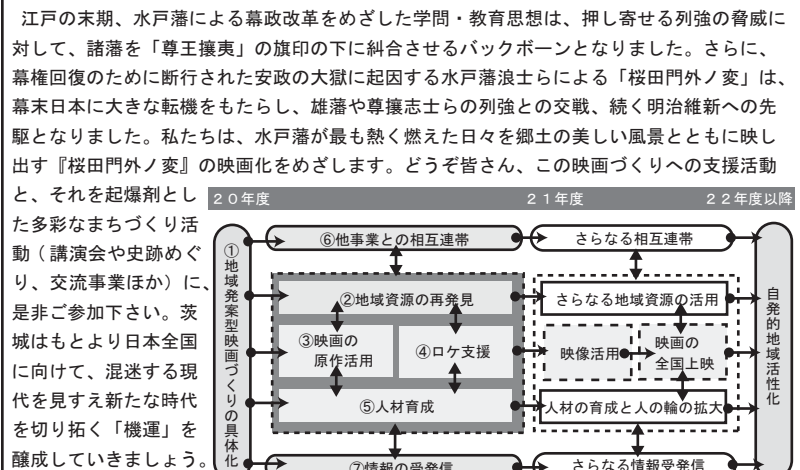 江戸の末期、水戸藩による幕政改革をめざした学問・教育思想は、押し寄せる列強の脅威に
対して、諸藩を「尊王攘夷」の旗印の下に糾合させるバックボーンとなりました。さらに、
幕権回復のために断行された安政の大獄に起因する水戸藩浪士らによる「桜田門外ノ変」は、
幕末日本に大きな転機をもたらし、雄藩や尊攘志士らの列強との交戦、続く明治維新への先
駆となりました。私たちは、水戸藩が最も熱く燃えた日々を郷土の美しい風景とともに映し
出す『桜田門外ノ変』の映画化をめざします。どうぞ皆さん、この映画づくりへの支援活動
と、それを起爆剤とし
た多彩なまちづくり活
動（講演会や史跡めぐ
り、交流事業ほか）に、
是非ご参加下さい。茨
城はもとより日本全国
に向けて、混迷する現
代を見すえ新たな時代
を切り拓く「機運」を
醸成していきましょう。
20年度
21年度
22年度以降
①地域発案型映画づくりの具体化
⑥他事業との相互連帯
さらなる相互連帯
②地域資源の再発見
さらなる地域資源の活用
③映画の
原作活用
④ロケ支援
映像活用
映画の
全国上映
⑤人材育成
人材の育成と人の輪の拡大
⑦情報の受発信
さらなる情報受発信
自発的地域活性化